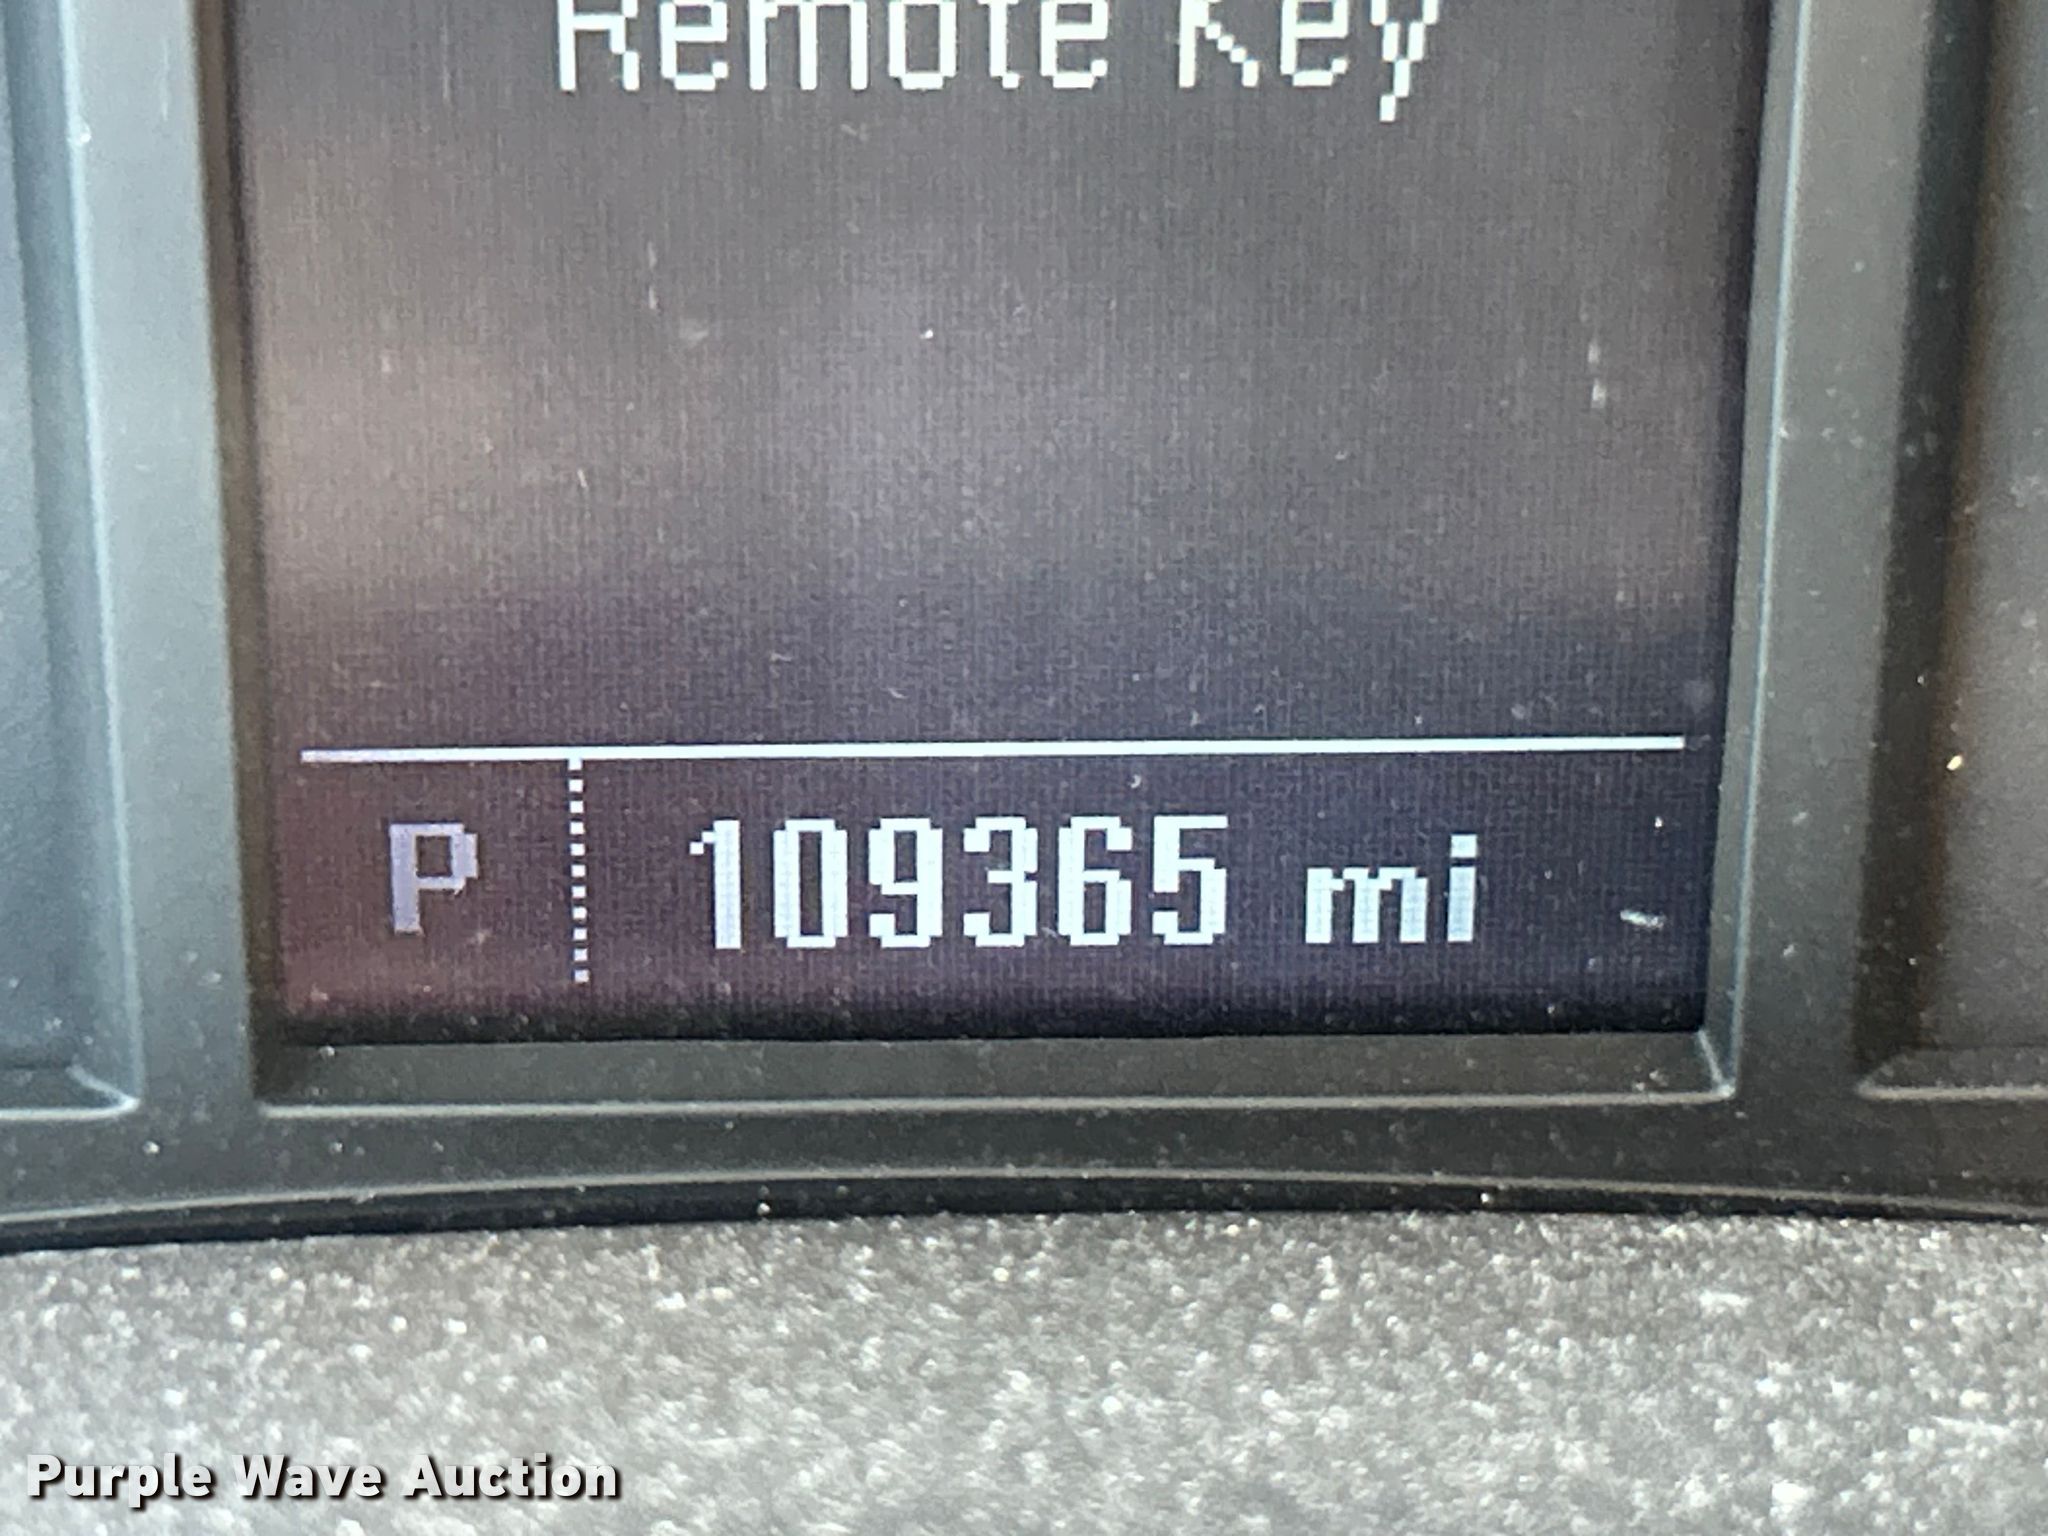 Remote Key
P 109365 mi
Purple Wave Auction